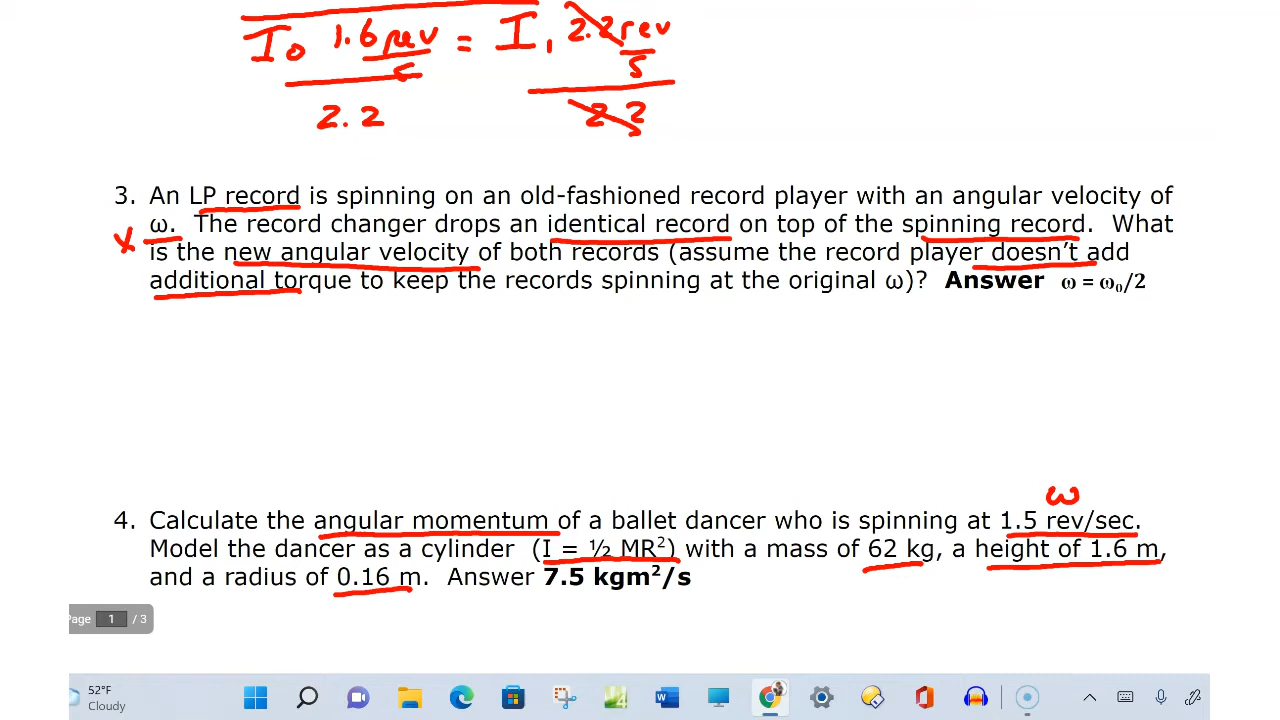 I₀ 1.6 rev/s = I, 2.2 rev/s
2.2 2.2
3. An LP record is spinning on an old-fashioned record player with an angular velocity of
ω. The record changer drops an identical record on top of the spinning record. What
x
is the new angular velocity of both records (assume the record player doesn't add
additional torque to keep the records spinning at the original ω)? Answer ω = ω₀/2
ω
4. Calculate the angular momentum of a ballet dancer who is spinning at 1.5 rev/sec.
Model the dancer as a cylinder (I = ½ MR²) with a mass of 62 kg, a height of 1.6 m,
and a radius of 0.16 m. Answer 7.5 kgm²/s
Page 1 / 3
52°F
Cloudy